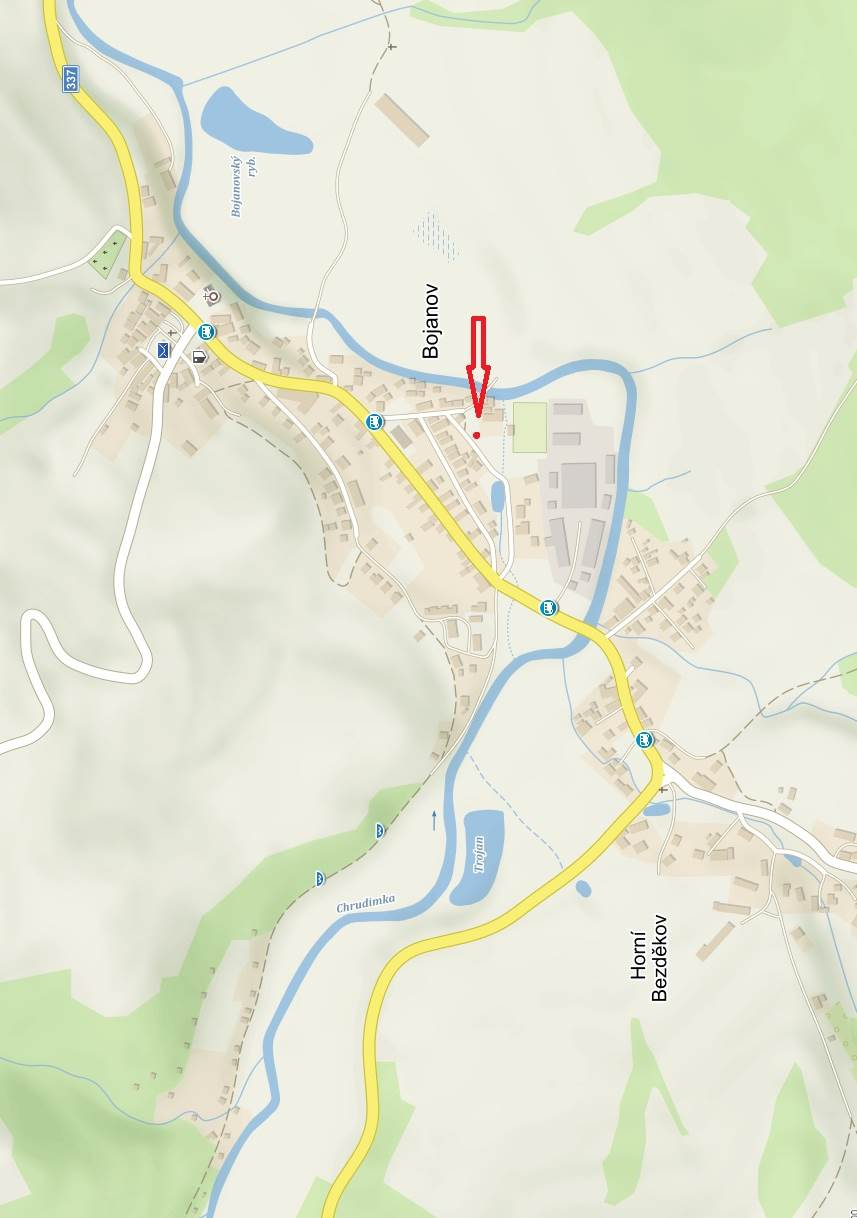 337
Bojanovský
ryb.
Bojanov
Trojan
Chrudimka
Horní
Bezděkov